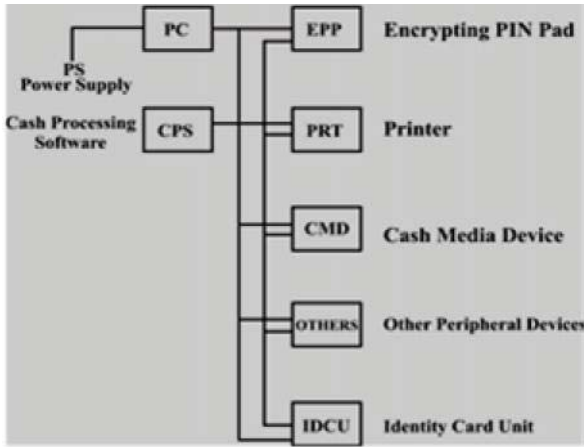 PC
EPP
Encrypting PIN Pad
PS
Power Supply
Cash Processing
Software
CPS
PRT
Printer
CMD
Cash Media Device
OTHERS
Other Peripheral Devices
IDCU
Identity Card Unit